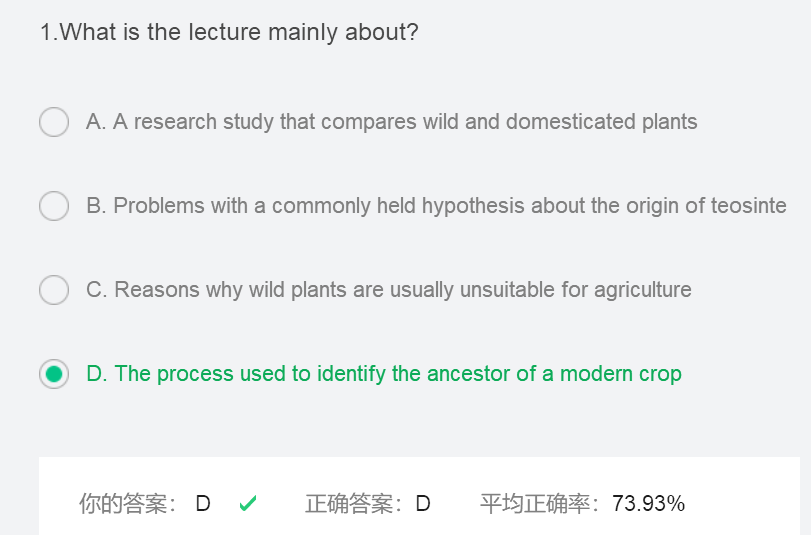 1.What is the lecture mainly about?
A. A research study that compares wild and domesticated plants
B. Problems with a commonly held hypothesis about the origin of teosinte
C. Reasons why wild plants are usually unsuitable for agriculture
D. The process used to identify the ancestor of a modern crop
你的答案： D 正确答案：D 平均正确率：73.93%